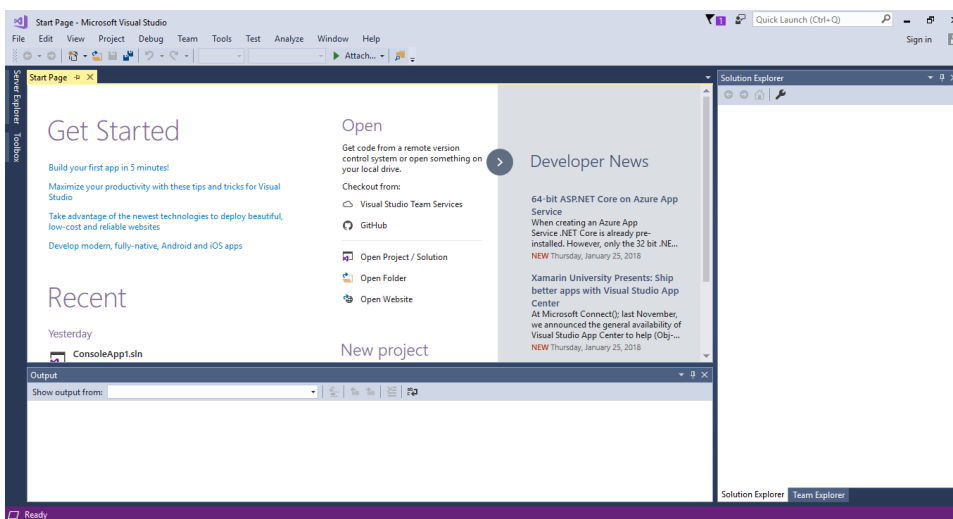 Start Page - Microsoft Visual Studio
1
Quick Launch (Ctrl+Q)
File Edit View Project Debug Team Tools Test Analyze Window Help
Sign in
Attach...
Server Explorer
Toolbox
Start Page
Get Started
Build your first app in 5 minutes!
Maximize your productivity with these tips and tricks for Visual
Studio
Take advantage of the newest technologies to deploy beautiful,
low-cost and reliable websites
Develop modern, fully-native, Android and iOS apps
Recent
Yesterday
ConsoleApp1.sln
Open
Get code from a remote version
control system or open something on
your local drive.
Checkout from:
Visual Studio Team Services
GitHub
Open Project / Solution
Open Folder
Open Website
New project
Developer News
64-bit ASP.NET Core on Azure App
Service
When creating an Azure App
Service .NET Core is already pre-
installed. However, only the 32 bit .NE...
NEW Thursday, January 25, 2018
Xamarin University Presents: Ship
better apps with Visual Studio App
Center
At Microsoft Connect(); last November,
we announced the general availability of
Visual Studio App Center to help (Obj-...
NEW Thursday, January 25, 2018
Solution Explorer
Output
Show output from:
Solution Explorer Team Explorer
Ready